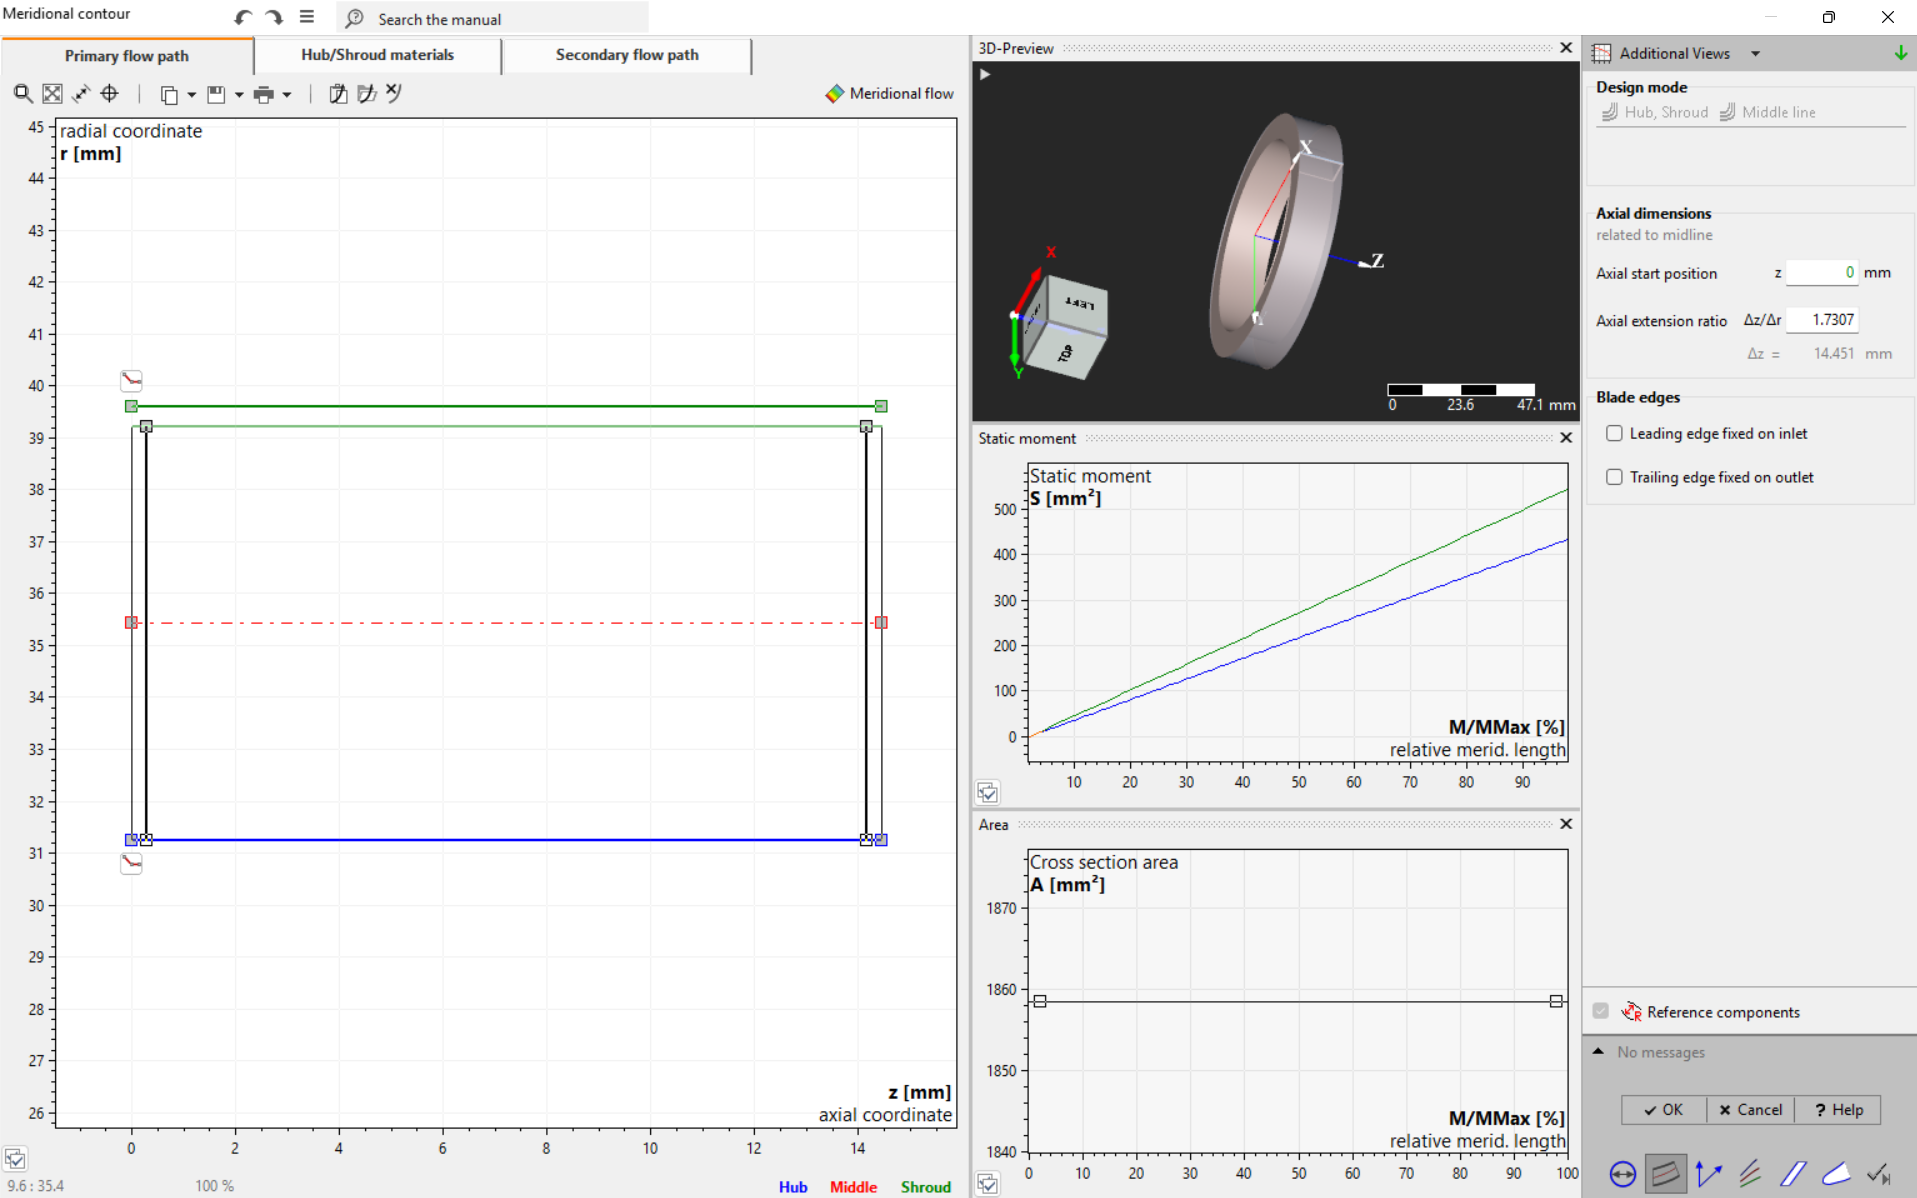 Meridional contour
Search the manual
Primary flow path
Hub/Shroud materials
Secondary flow path
Meridional flow
radial coordinate
r [mm]
45
44
43
42
41
40
39
38
37
36
35
34
33
32
31
30
29
28
27
26
z [mm]
axial coordinate
0 2 4 6 8 10 12 14
9.6 : 35.4
100 %
Hub Middle Shroud
3D-Preview
X
Z
X
Y
LEFT
TOP
0 23.6 47.1 mm
Static moment
Static moment
S [mm²]
500
400
300
200
100
0
M/MMax [%]
relative merid. length
10 20 30 40 50 60 70 80 90
Area
Cross section area
A [mm²]
1870
1860
1850
1840
M/MMax [%]
relative merid. length
0 10 20 30 40 50 60 70 80 90 100
Additional Views
Design mode
Hub, Shroud Middle line
Axial dimensions
related to midline
Axial start position z 0 mm
Axial extension ratio Δz/Δr 1.7307
Δz = 14.451 mm
Blade edges
Leading edge fixed on inlet
Trailing edge fixed on outlet
R
Reference components
No messages
OK
Cancel
? Help